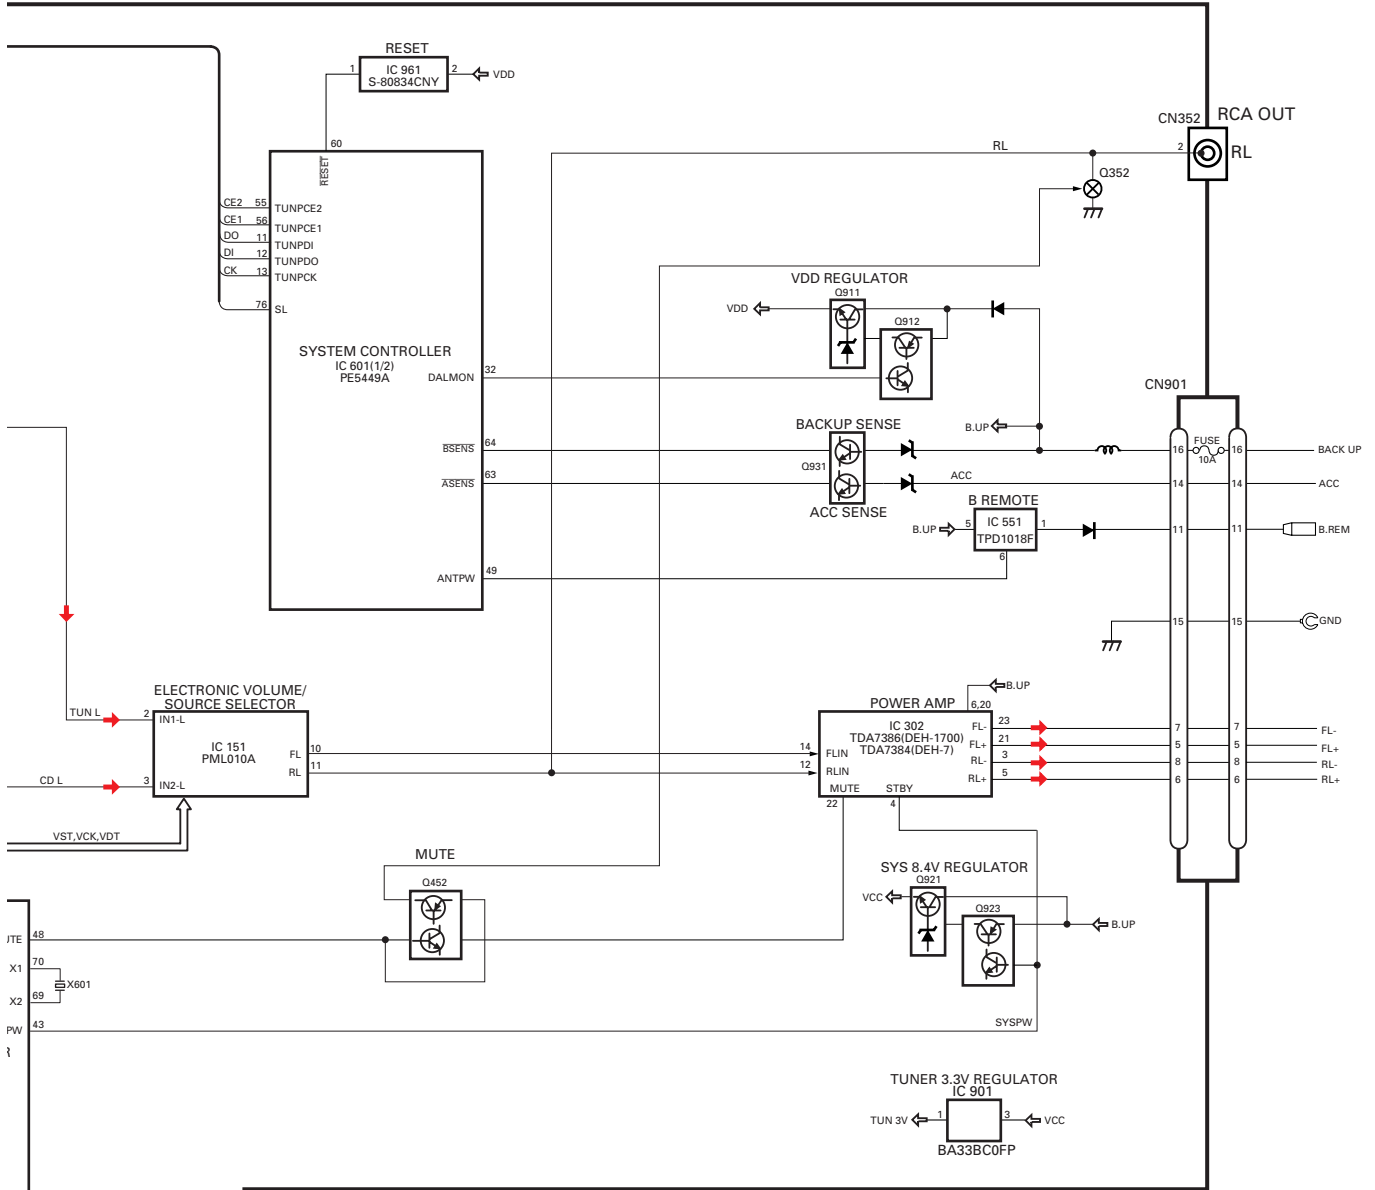 RESET
1
IC 961
S-80834CNY
2
VDD
60
RESET
CN352
RCA OUT
RL
2
RL
Q352
CE2
55
TUNPCE2
CE1
56
TUNPCE1
DO
11
TUNPDI
DI
12
TUNPDO
CK
13
TUNPCK
76
SL
SYSTEM CONTROLLER
IC 601(1/2)
PE5449A
VDD REGULATOR
Q911
VDD
Q912
DALMON
32
CN901
BACKUP SENSE
B.UP
BSENS
64
Q931
16
FUSE
10A
16
BACK UP
ASENS
63
ACC
14
14
ACC
ACC SENSE
B REMOTE
B.UP
5
IC 551
TPD1018F
1
6
11
11
B.REM
ANTPW
49
15
15
GND
ELECTRONIC VOLUME/
SOURCE SELECTOR
TUN L
2
IN1-L
IC 151
PML010A
FL
10
RL
11
CD L
3
IN2-L
VST,VCK,VDT
B.UP
POWER AMP
6,20
IC 302
TDA7386(DEH-1700)
TDA7384(DEH-7)
14
FLIN
12
RLIN
MUTE
STBY
22
4
FL-
23
7
7
FL-
FL+
21
5
5
FL+
RL-
3
8
8
RL-
RL+
5
6
6
RL+
MUTE
Q452
SYS 8.4V REGULATOR
Q921
VCC
Q923
B.UP
48
X1
70
X601
X2
69
PW
43
SYSPW
TUNER 3.3V REGULATOR
IC 901
TUN 3V
1
3
VCC
BA33BC0FP